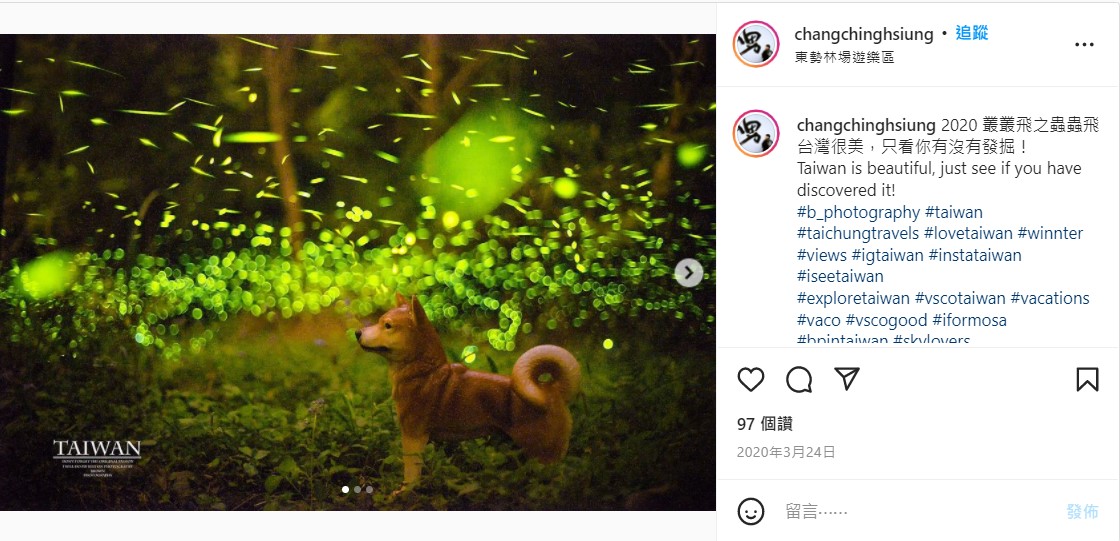 changchinghsiung • 追蹤
東勢林場遊樂區
changchinghsiung 2020 叢叢飛之蟲蟲飛
台灣很美，只看你有沒有發掘！
Taiwan is beautiful, just see if you have
discovered it!
#b_photography #taiwan
#taichungtravels #lovetaiwan #winnter
#views #igtaiwan #instataiwan
#iseetaiwan
#exploretaiwan #vscotaiwan #vacations
#vaco #vscogood #iformosa
#bpintaiwan #skylovers
97 個讚
2020年3月24日
留言⋯⋯
發佈
TAIWAN